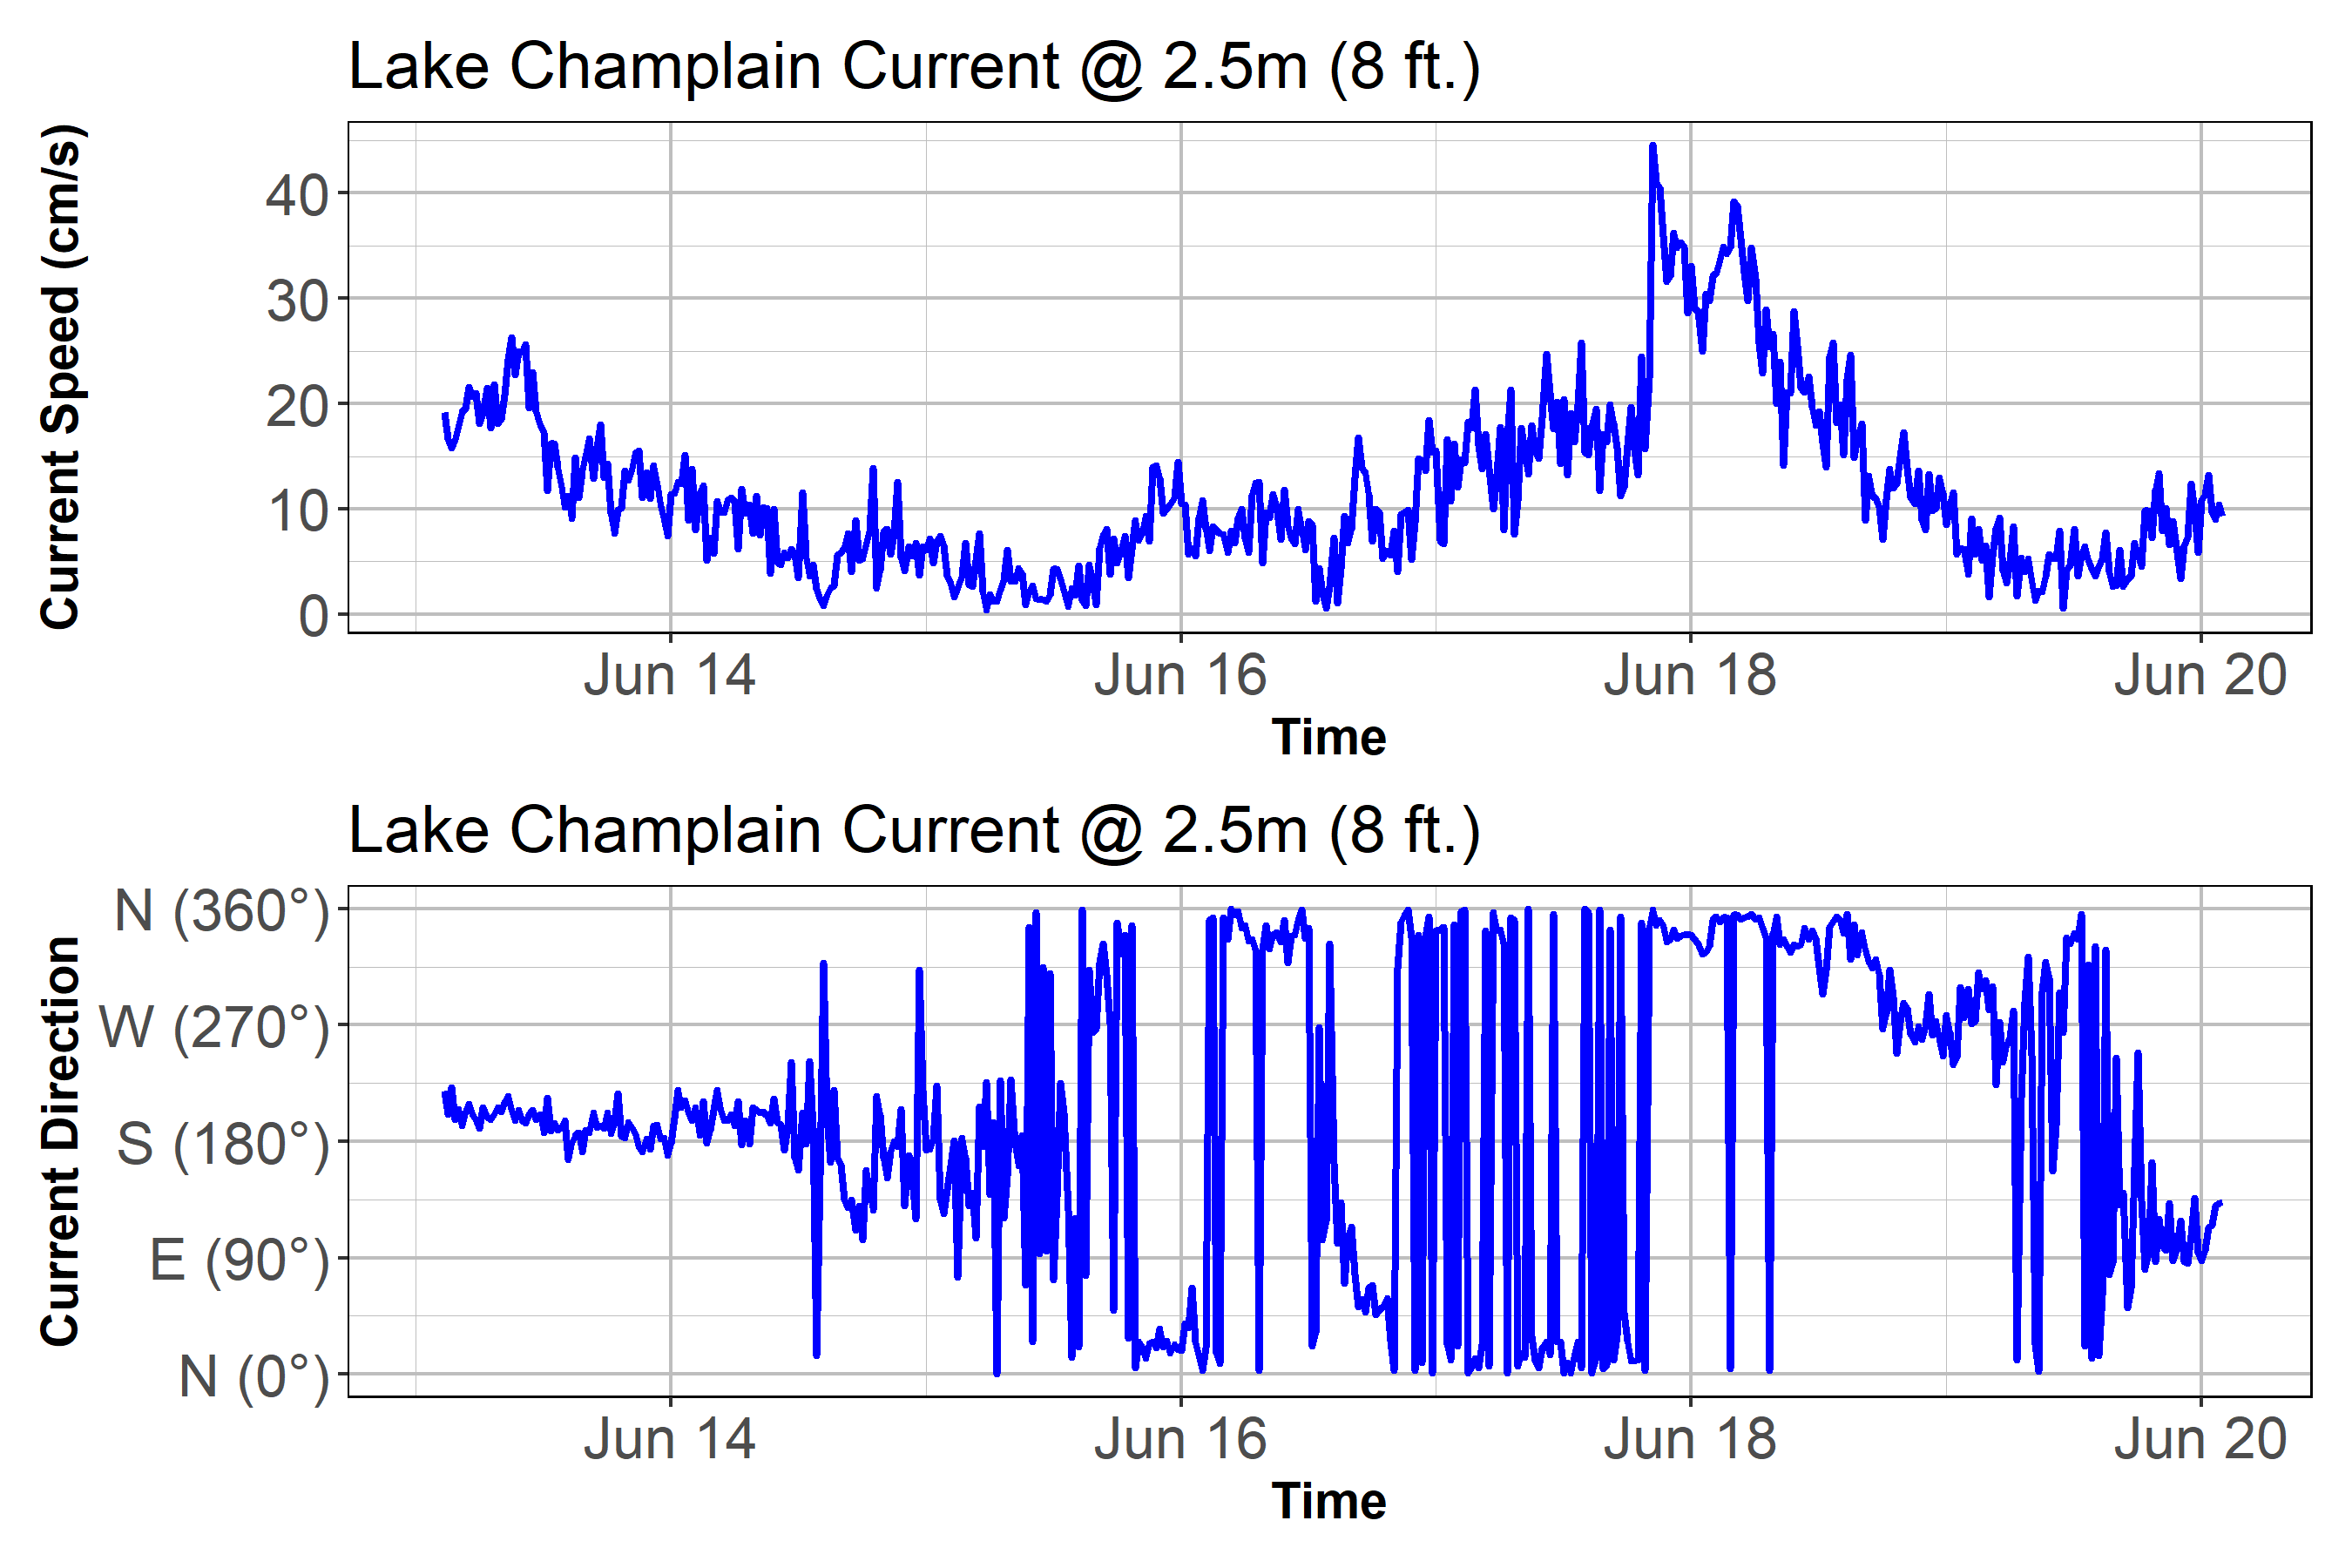 Lake Champlain Current @ 2.5m (8 ft.)
Current Speed (cm/s)
40
30
20
10
0
Jun 14 Jun 16 Jun 18 Jun 20
Time
Lake Champlain Current @ 2.5m (8 ft.)
Current Direction
N (360°)
W (270°)
S (180°)
E (90°)
N (0°)
Jun 14 Jun 16 Jun 18 Jun 20
Time